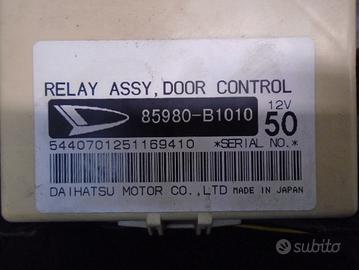 RELAY ASSY, DOOR CONTROL
85980-B1010 12V 50
5440701251169410 *SERIAL NO.*
DAIHATSU MOTOR CO.,LTD MADE IN JAPAN
subito